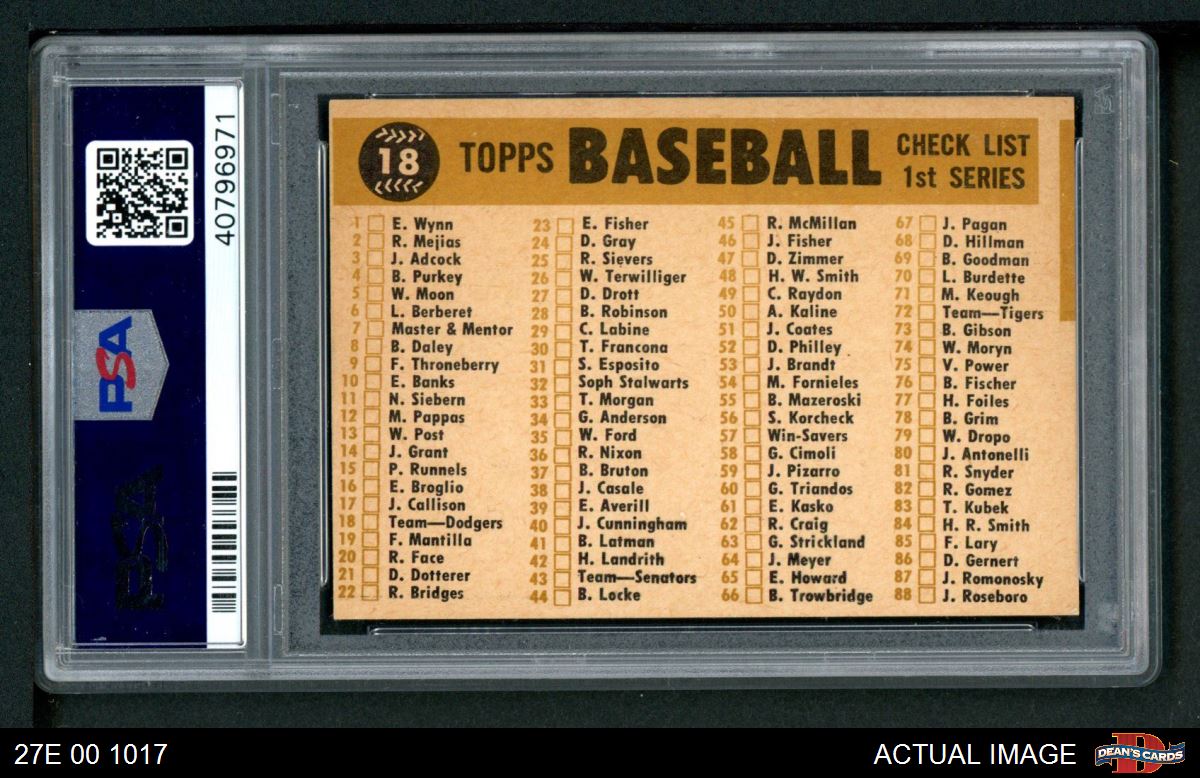 40796971
PSA
PSA
18
TOPPS BASEBALL
CHECK LIST
1st SERIES
1 E. Wynn
2 R. Mejias
3 J. Adcock
4 B. Purkey
5 W. Moon
6 L. Berberet
7 Master & Mentor
8 B. Daley
9 F. Throneberry
10 E. Banks
11 N. Siebern
12 M. Pappas
13 W. Post
14 J. Grant
15 P. Runnels
16 E. Broglio
17 J. Callison
18 Team—Dodgers
19 F. Mantilla
20 R. Face
21 D. Dotterer
22 R. Bridges
23 E. Fisher
24 D. Gray
25 R. Sievers
26 W. Terwilliger
27 D. Drott
28 B. Robinson
29 C. Labine
30 T. Francona
31 S. Esposito
32 Soph Stalwarts
33 T. Morgan
34 G. Anderson
35 W. Ford
36 R. Nixon
37 B. Bruton
38 J. Casale
39 E. Averill
40 J. Cunningham
41 B. Latman
42 H. Landrith
43 Team—Senators
44 B. Locke
45 R. McMillan
46 J. Fisher
47 D. Zimmer
48 H. W. Smith
49 C. Raydon
50 A. Kaline
51 J. Coates
52 D. Philley
53 J. Brandt
54 M. Fornieles
55 B. Mazeroski
56 S. Korcheck
57 Win-Savers
58 G. Cimoli
59 J. Pizarro
60 G. Triandos
61 E. Kasko
62 R. Craig
63 G. Strickland
64 J. Meyer
65 E. Howard
66 B. Trowbridge
67 J. Pagan
68 D. Hillman
69 B. Goodman
70 L. Burdette
71 M. Keough
72 Team—Tigers
73 B. Gibson
74 W. Moryn
75 V. Power
76 B. Fischer
77 H. Foiles
78 B. Grim
79 W. Dropo
80 J. Antonelli
81 R. Snyder
82 R. Gomez
83 T. Kubek
84 H. R. Smith
85 F. Lary
86 D. Gernert
87 J. Romonosky
88 J. Roseboro
27E 00 1017
ACTUAL IMAGE
DEAN'S CARDS